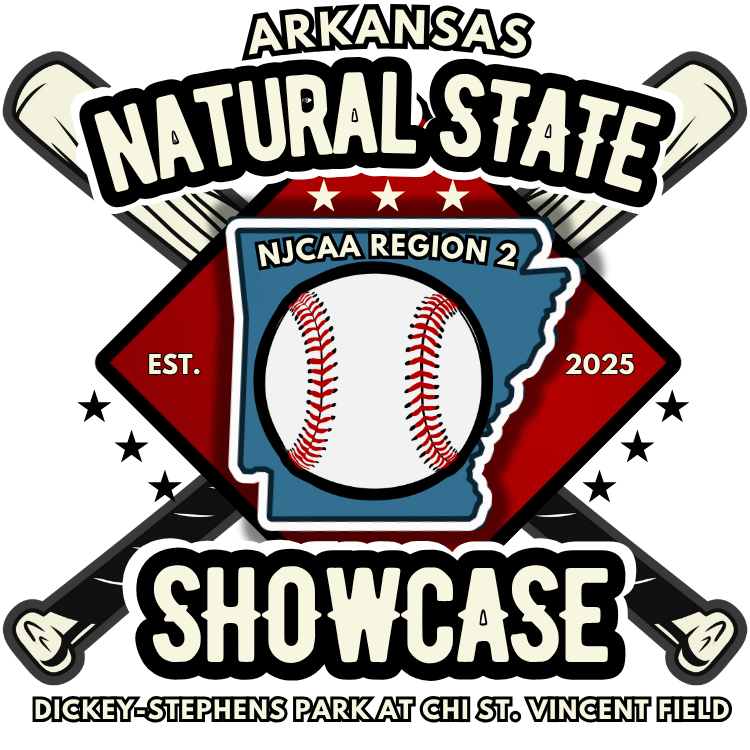 ARKANSAS
NATURAL STATE
NJCAA REGION 2
EST.
2025
SHOWCASE
DICKEY-STEPHENS PARK AT CHI ST. VINCENT FIELD